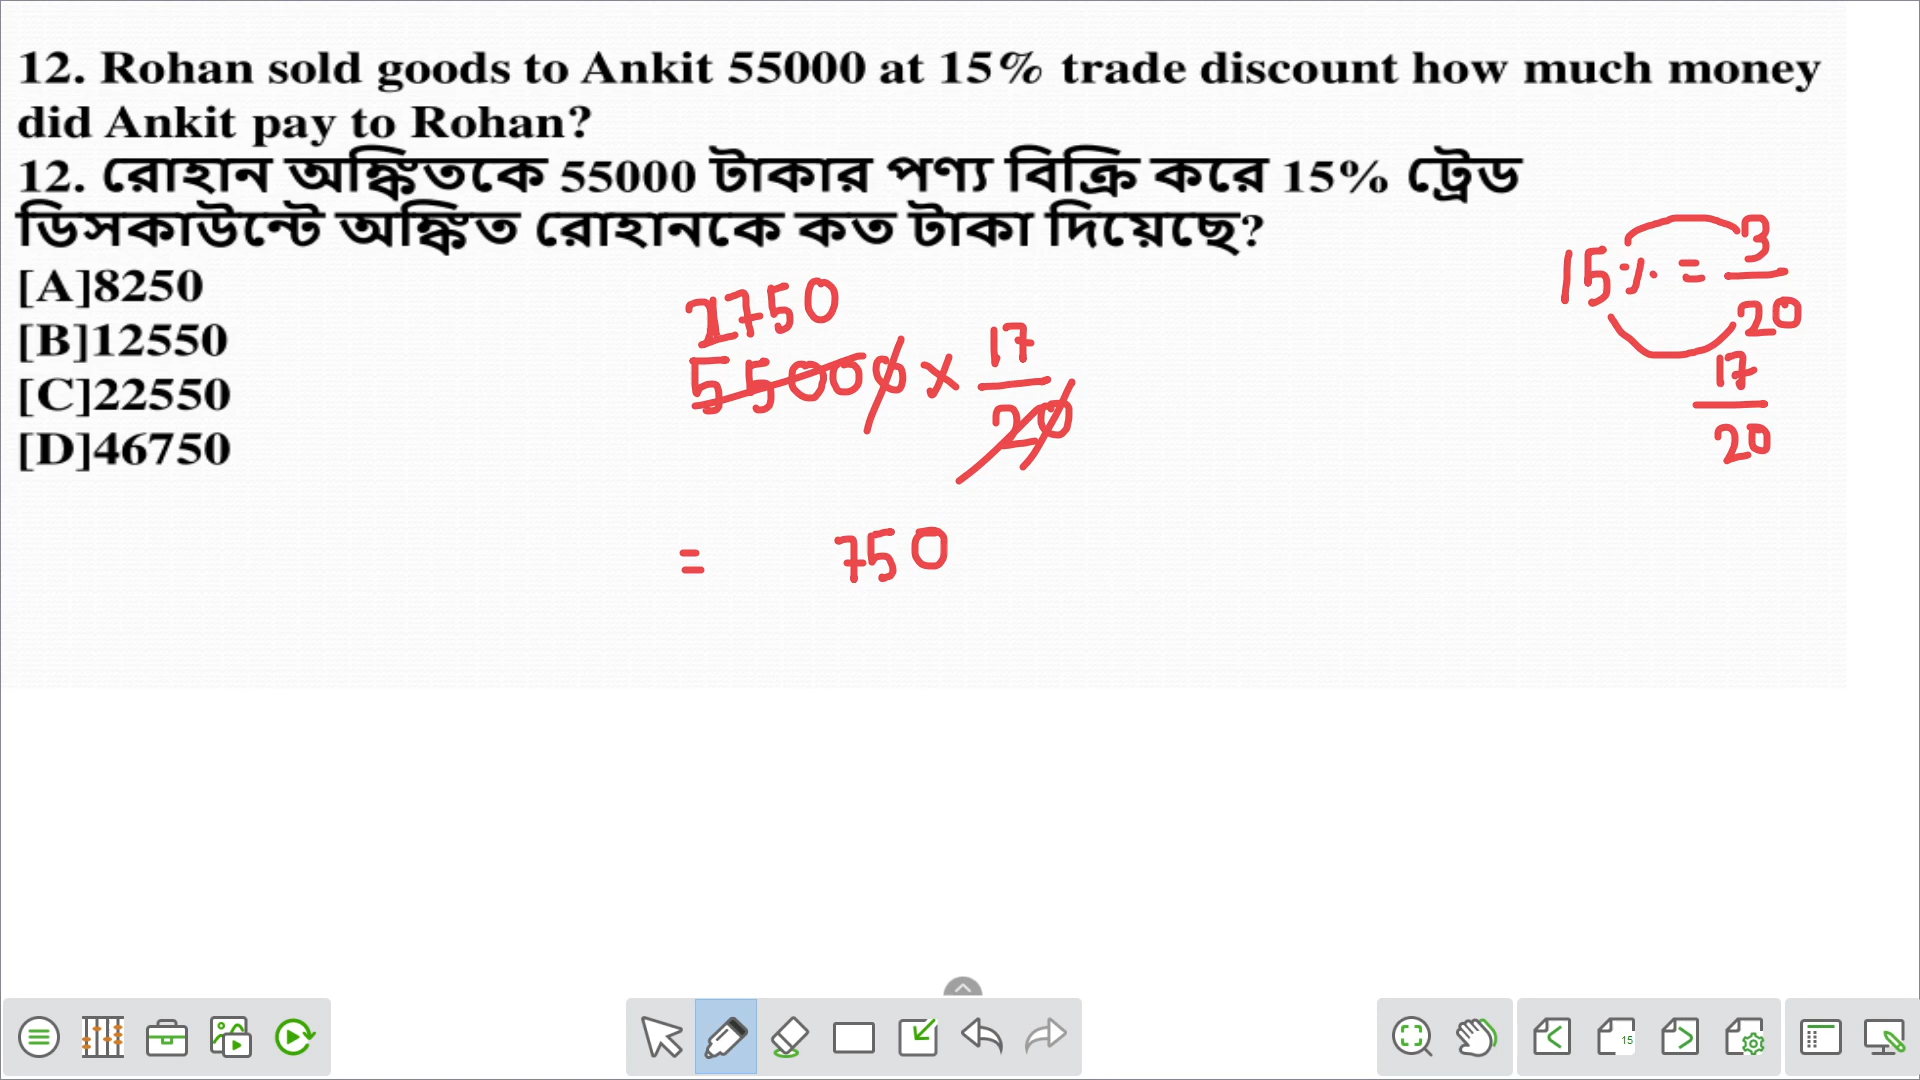 12. Rohan sold goods to Ankit 55000 at 15% trade discount how much money
did Ankit pay to Rohan?
12. রোহান অঙ্কিতকে 55000 টাকার পণ্য বিক্রি করে 15% ট্রেড
ডিসকাউন্টে অঙ্কিত রোহানকে কত টাকা দিয়েছে?
[A]8250
[B]12550
[C]22550
[D]46750
2750
55000 × 17/20
= 750
15% = 3/20
17/20
15